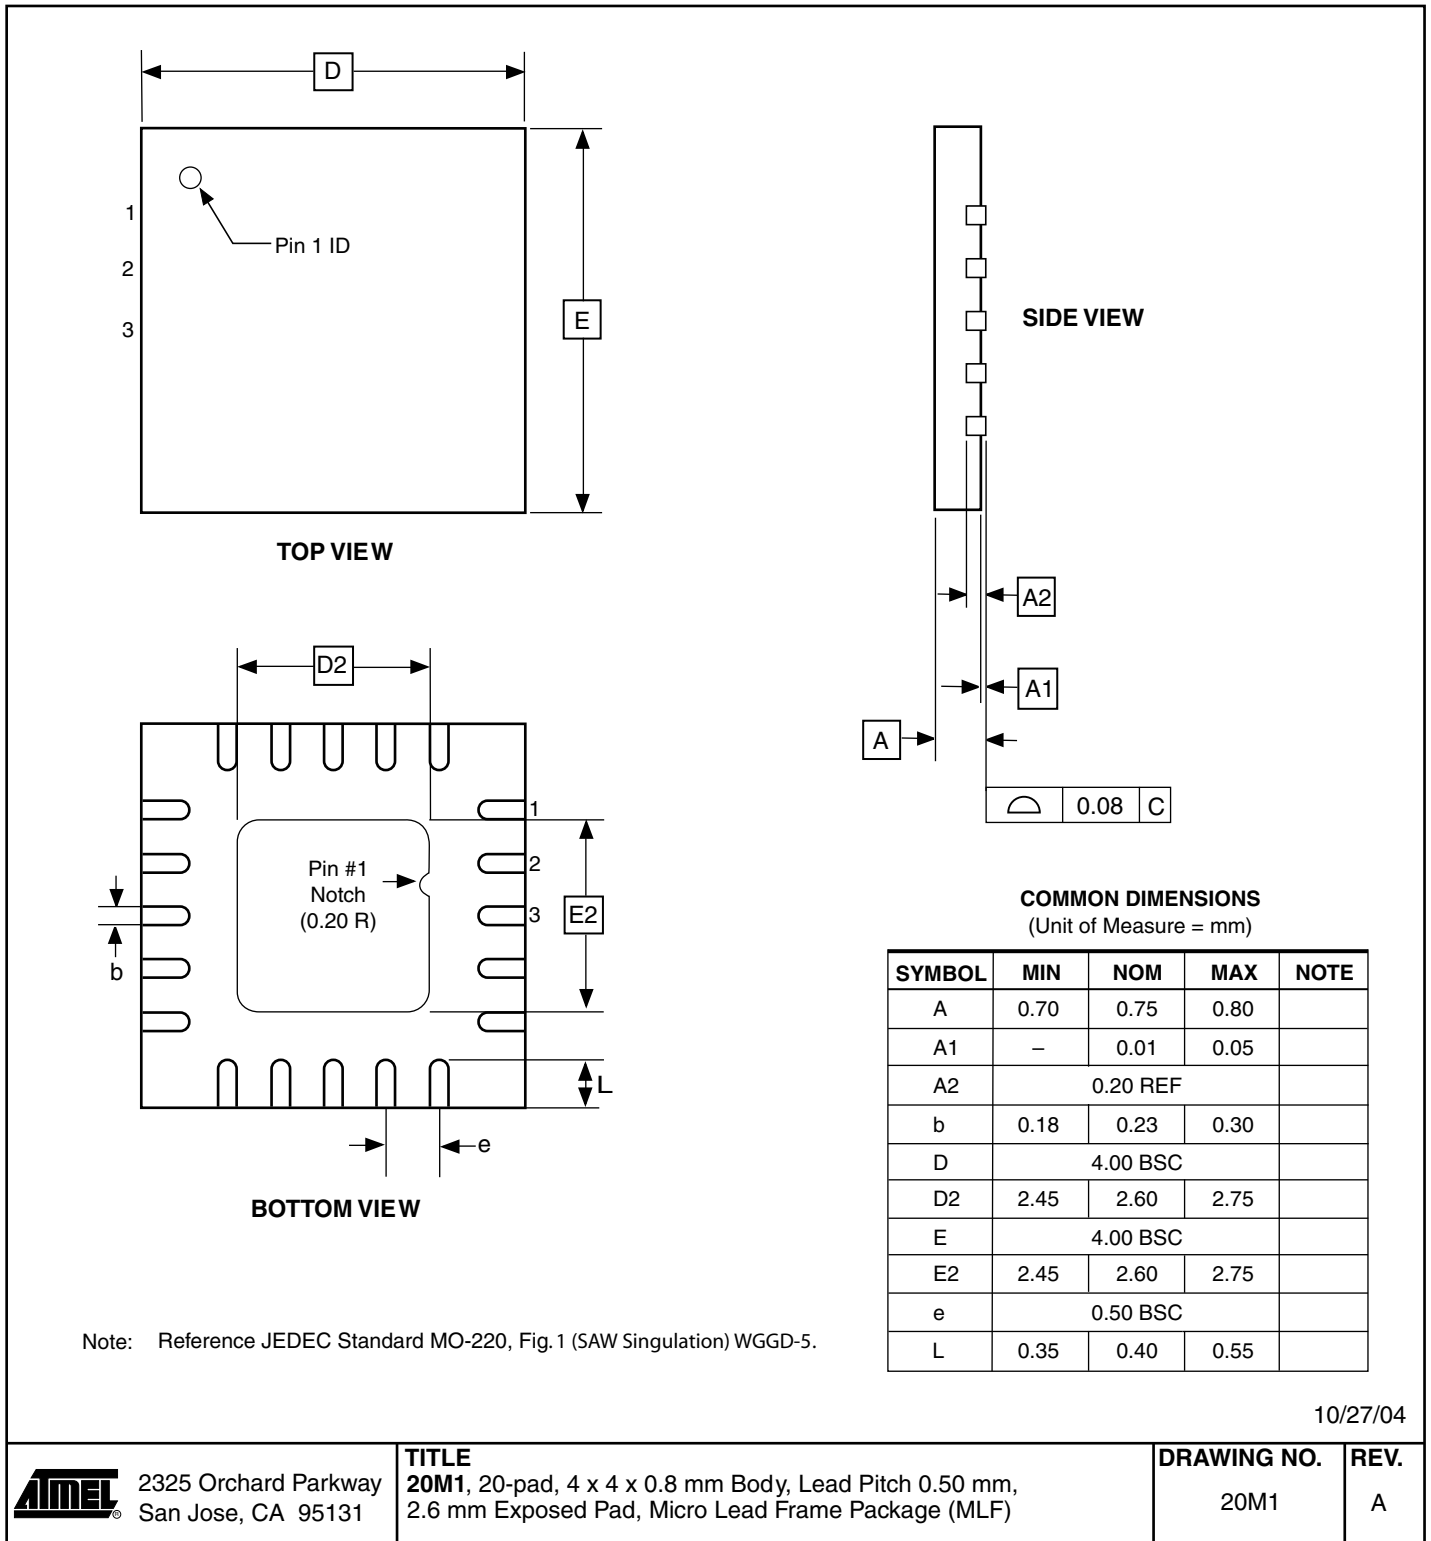 D
1
2
3
Pin 1 ID
E
TOP VIEW
SIDE VIEW
A2
A1
A
0.08 C
D2
1
2
3
Pin #1
Notch
(0.20 R)
E2
b
L
e
BOTTOM VIEW
COMMON DIMENSIONS
(Unit of Measure = mm)
SYMBOL MIN NOM MAX NOTE
A 0.70 0.75 0.80
A1 – 0.01 0.05
A2 0.20 REF
b 0.18 0.23 0.30
D 4.00 BSC
D2 2.45 2.60 2.75
E 4.00 BSC
E2 2.45 2.60 2.75
e 0.50 BSC
L 0.35 0.40 0.55
Note: Reference JEDEC Standard MO-220, Fig. 1 (SAW Singulation) WGGD-5.
10/27/04
ATMEL ®
2325 Orchard Parkway
San Jose, CA 95131
TITLE
20M1, 20-pad, 4 x 4 x 0.8 mm Body, Lead Pitch 0.50 mm,
2.6 mm Exposed Pad, Micro Lead Frame Package (MLF)
DRAWING NO.
20M1
REV.
A